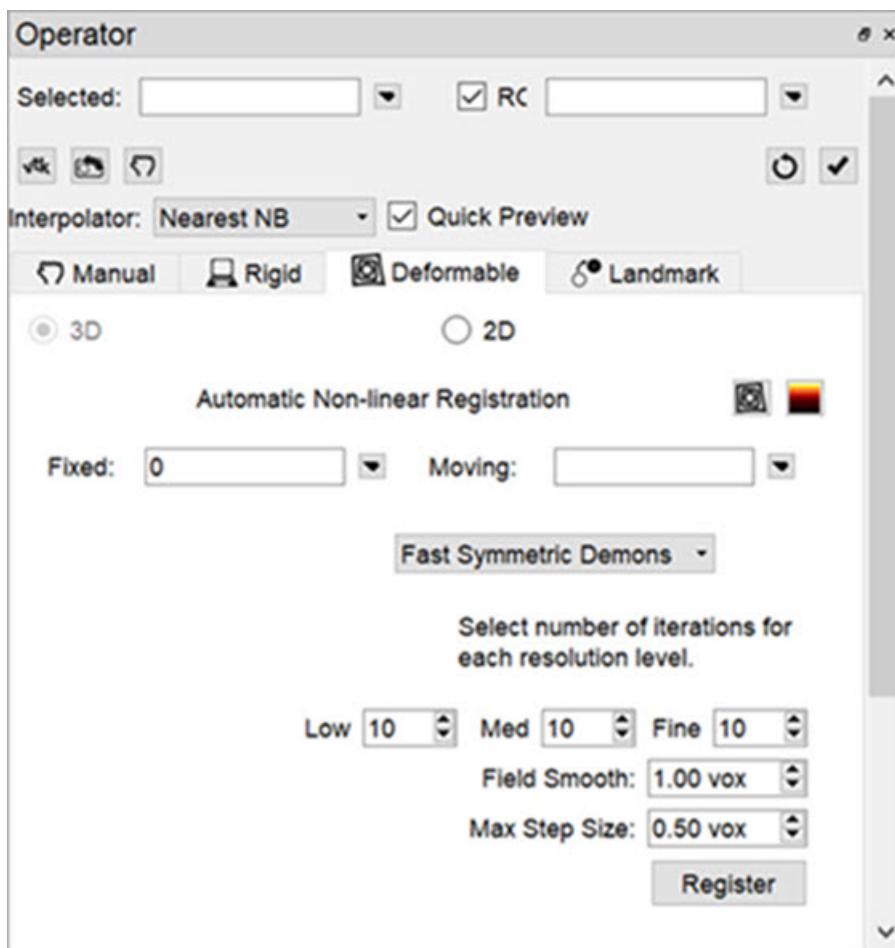 Operator
Selected: RO
Interpolator: Nearest NB Quick Preview
Manual Rigid Deformable Landmark
3D 2D
Automatic Non-linear Registration
Fixed: 0 Moving:
Fast Symmetric Demons
Select number of iterations for
each resolution level.
Low 10 Med 10 Fine 10
Field Smooth: 1.00 vox
Max Step Size: 0.50 vox
Register